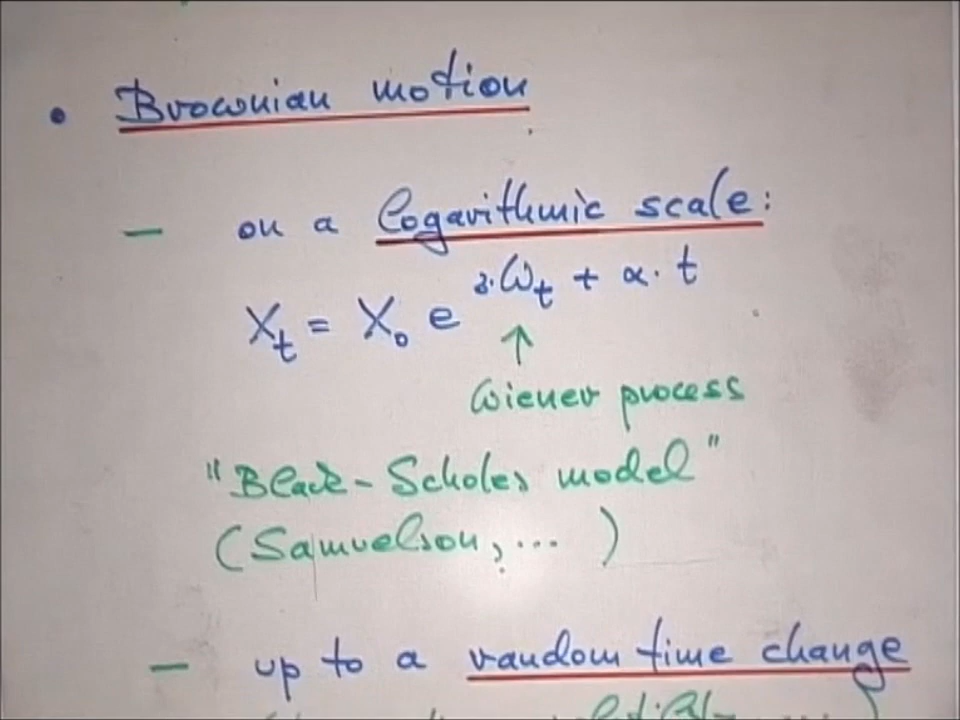 • Brownian motion
— on a logarithmic scale:
X_t = X_0 e^{σ·W_t + α·t}
↑
Wiener process
"Black-Scholes model"
(Samuelson, ... )
— up to a random time change